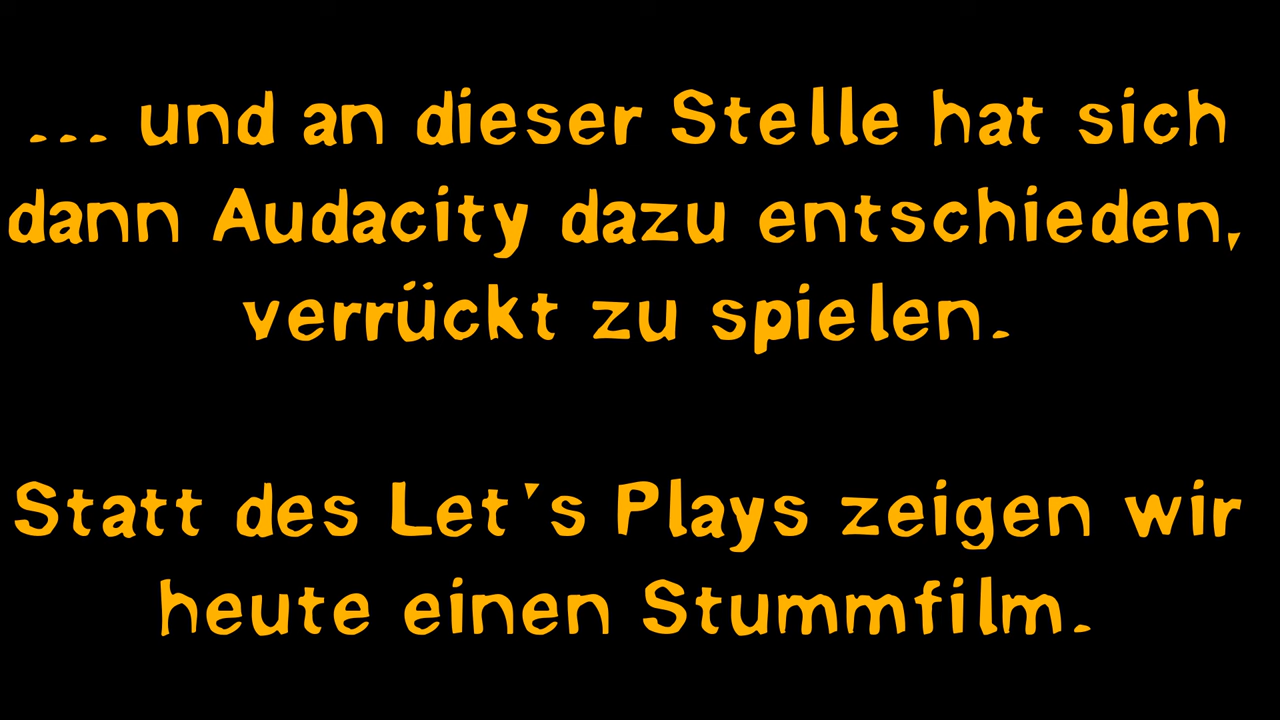 ... und an dieser Stelle hat sich
dann Audacity dazu entschieden,
verrückt zu spielen.
Statt des Let's Plays zeigen wir
heute einen Stummfilm.